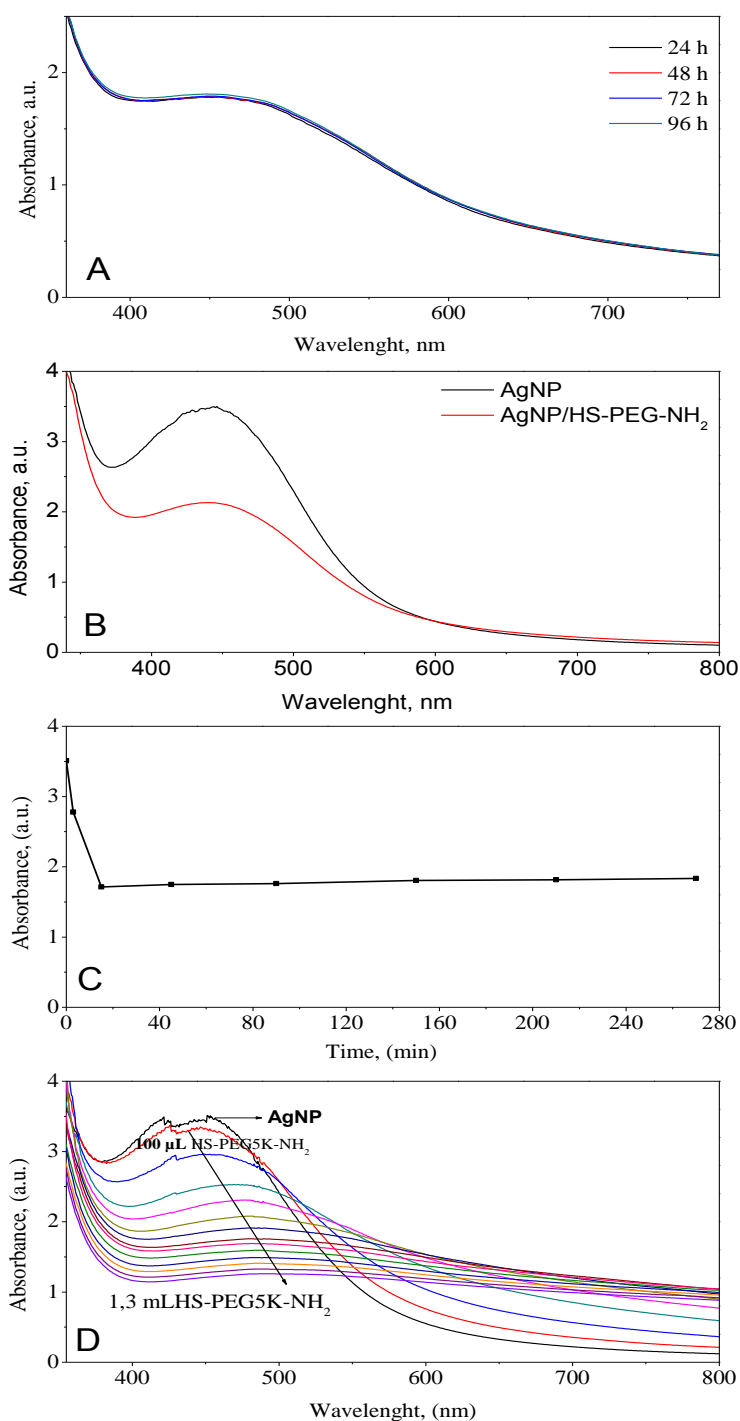 2
1
0
Absorbance, a.u.
24 h
48 h
72 h
96 h
A
400 500 600 700
Wavelenght, nm
4
3
2
1
0
Absorbance, a.u.
AgNP
AgNP/HS-PEG-NH2
B
400 500 600 700 800
Wavelenght, nm
4
3
2
1
0
Absorbance, (a.u.)
C
0 40 80 120 160 200 240 280
Time, (min)
4
3
2
1
0
Absorbance, (a.u.)
AgNP
100 µL HS-PEG5K-NH2
1,3 mLHS-PEG5K-NH2
D
400 500 600 700 800
Wavelenght, (nm)